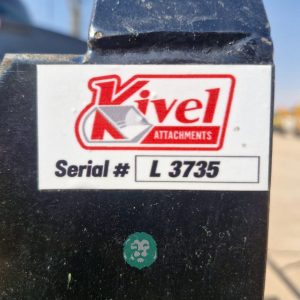 Kivel
ATTACHMENTS
Serial # L 3735